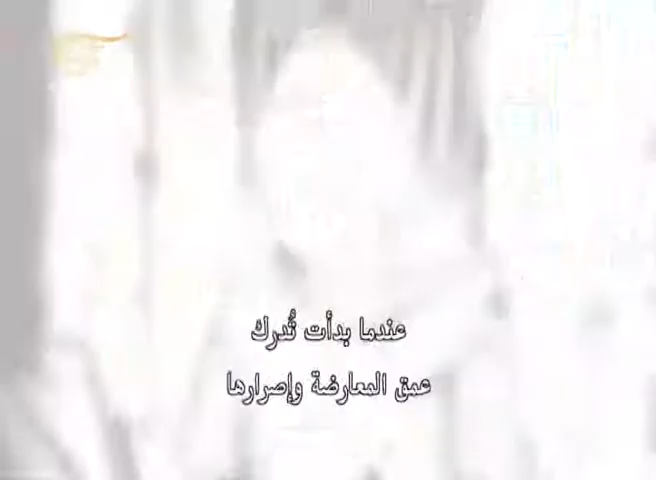 عندما بدأت تُدرك
عمق المعارضة وإصرارها